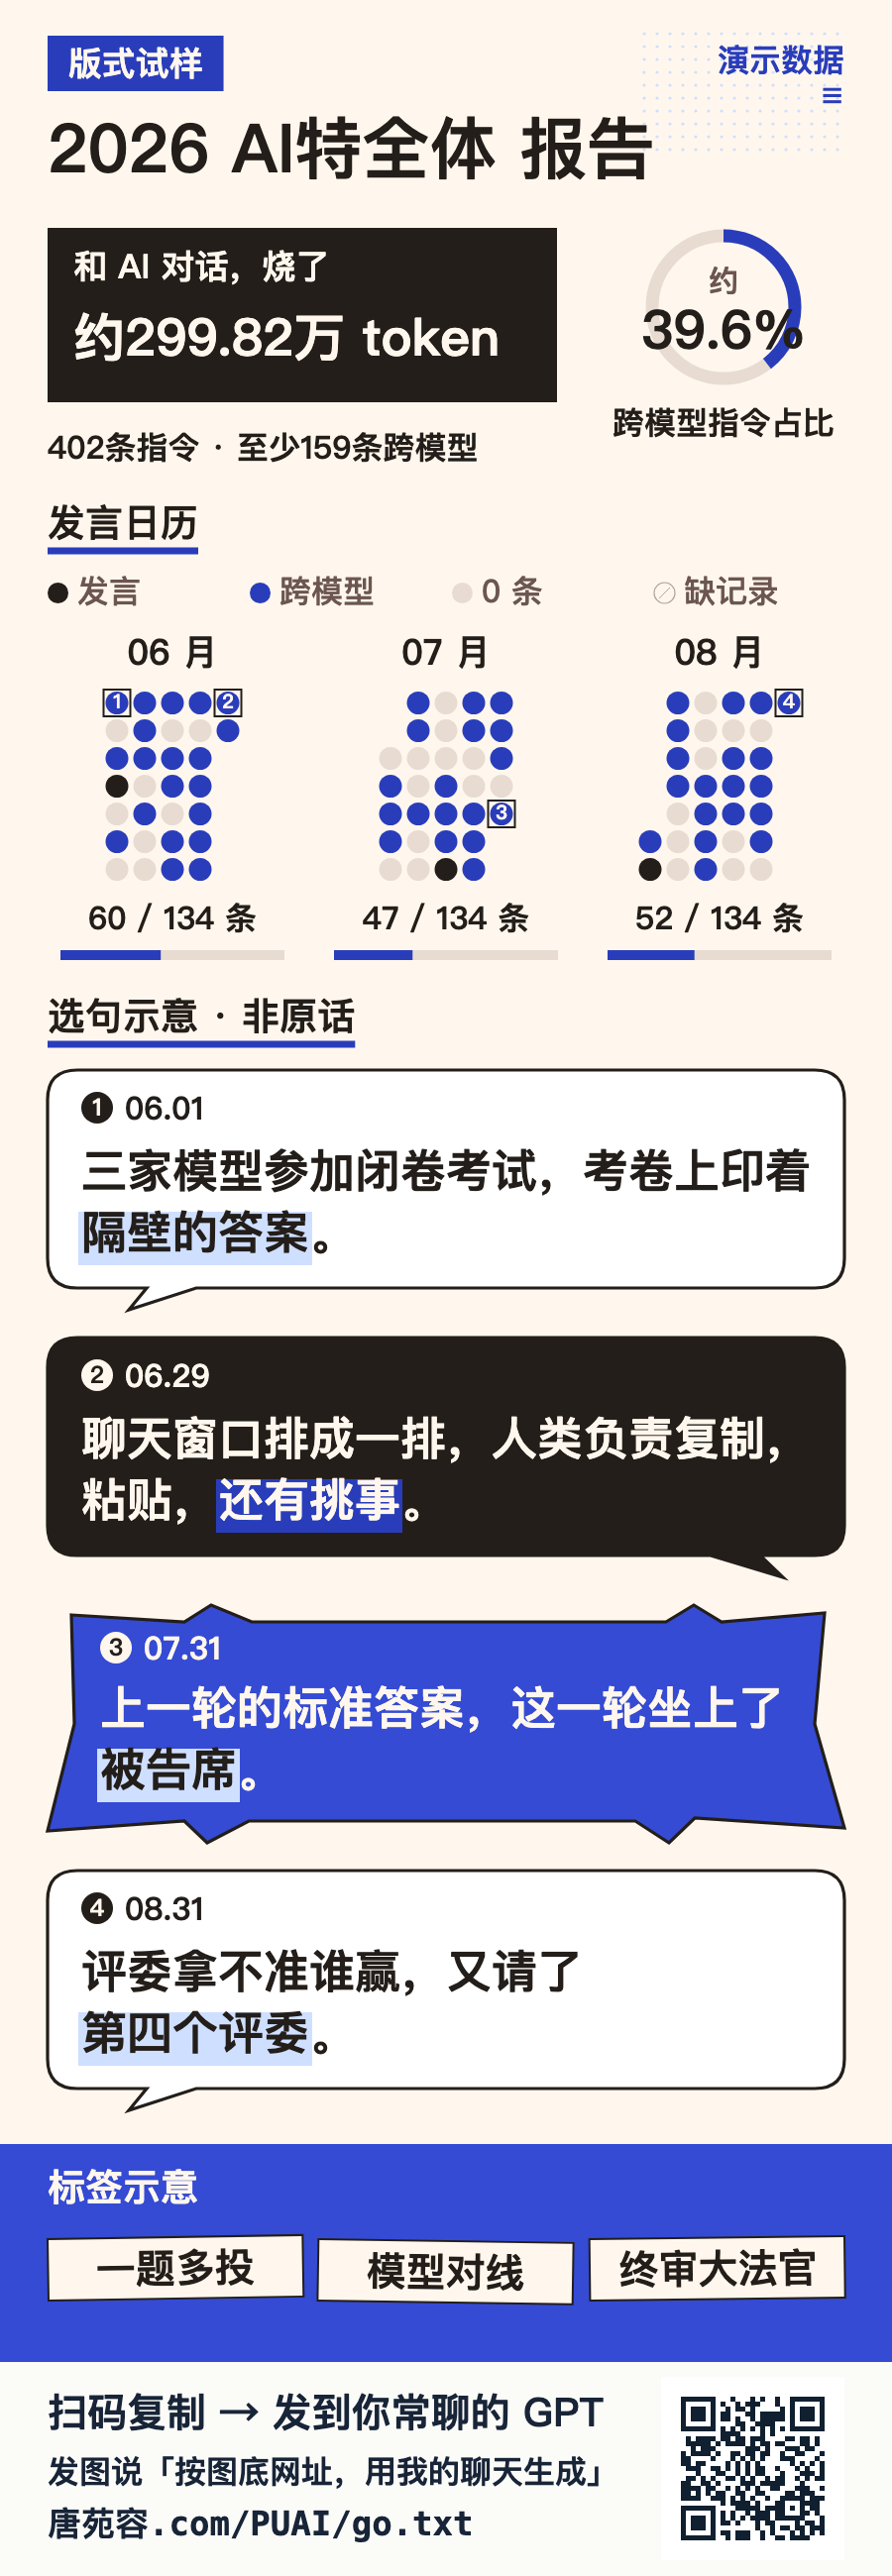 版式试样
演示数据
2026 AI特全体 报告
和 AI 对话，烧了
约299.82万 token
约
39.6%
跨模型指令占比
402条指令 · 至少159条跨模型
发言日历
发言 跨模型 0 条 缺记录
06 月 07 月 08 月
1 2 4
3
60 / 134 条 47 / 134 条 52 / 134 条
选句示意 · 非原话
1 06.01
三家模型参加闭卷考试，考卷上印着
隔壁的答案。
2 06.29
聊天窗口排成一排，人类负责复制，
粘贴，还有挑事。
3 07.31
上一轮的标准答案，这一轮坐上了
被告席。
4 08.31
评委拿不准谁赢，又请了
第四个评委。
标签示意
一题多投 模型对线 终审大法官
扫码复制 → 发到你常聊的 GPT
发图说「按图底网址，用我的聊天生成」
唐苑容.com/PUAI/go.txt